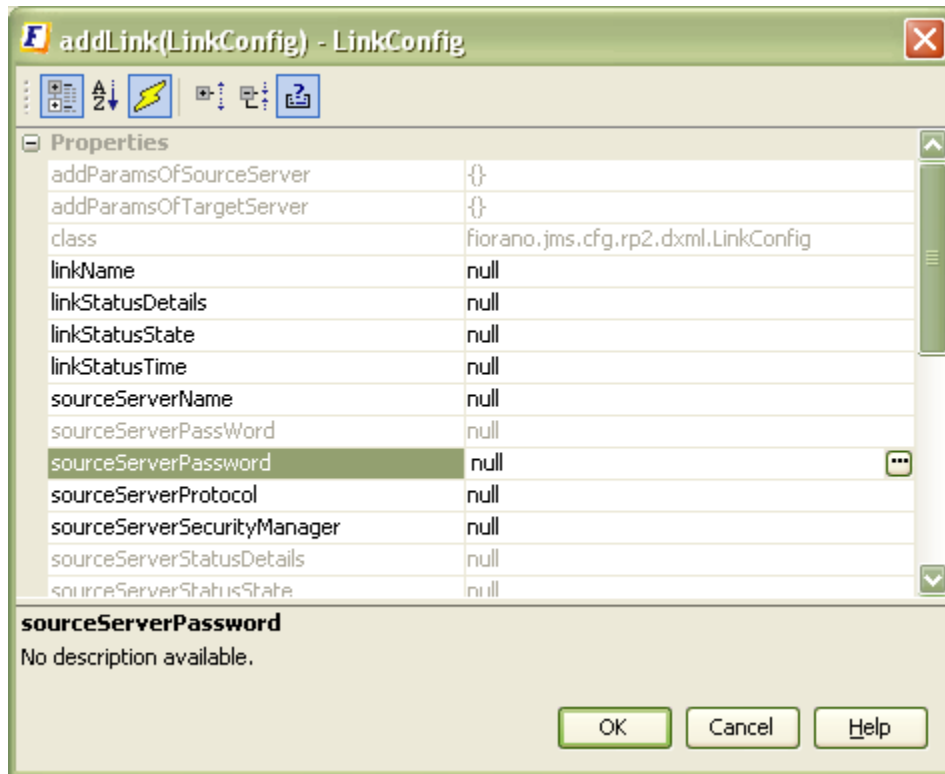 addLink(LinkConfig) - LinkConfig
Properties
addParamsOfSourceServer {}
addParamsOfTargetServer {}
class fiorano.jms.cfg.rp2.dxml.LinkConfig
linkName null
linkStatusDetails null
linkStatusState null
linkStatusTime null
sourceServerName null
sourceServerPassWord null
sourceServerPassword null
sourceServerProtocol null
sourceServerSecurityManager null
sourceServerStatusDetails null
sourceServerStatusState null
sourceServerPassword
No description available.
OK Cancel Help